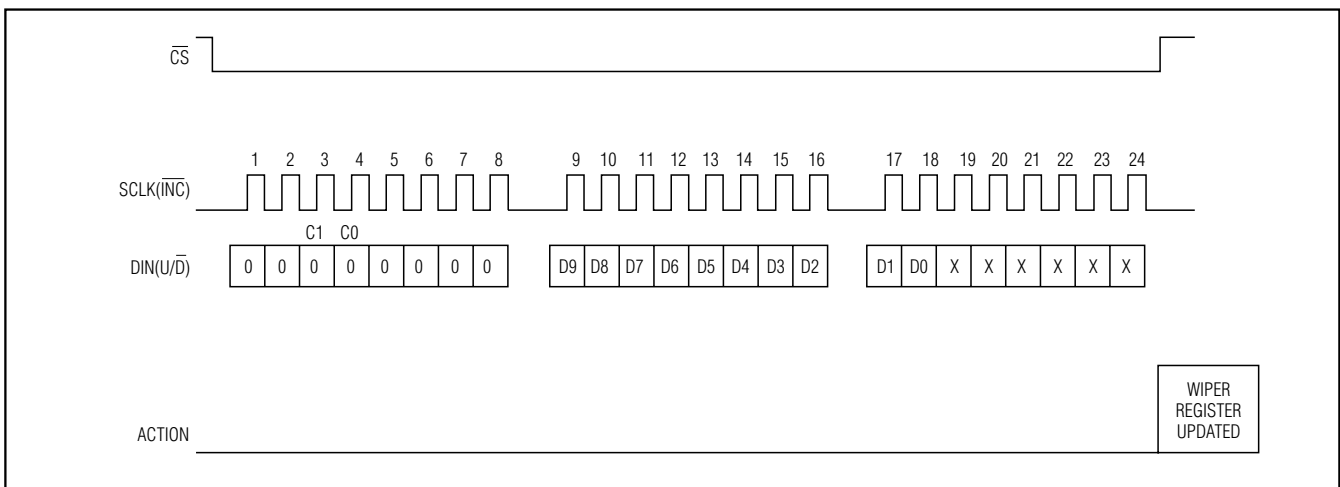 C̅S̅
1 2 3 4 5 6 7 8 9 10 11 12 13 14 15 16 17 18 19 20 21 22 23 24
SCLK(I̅N̅C̅)
C1 C0
DIN(U/D̅) 0 0 0 0 0 0 0 0 D9 D8 D7 D6 D5 D4 D3 D2 D1 D0 X X X X X X
WIPER
REGISTER
UPDATED
ACTION